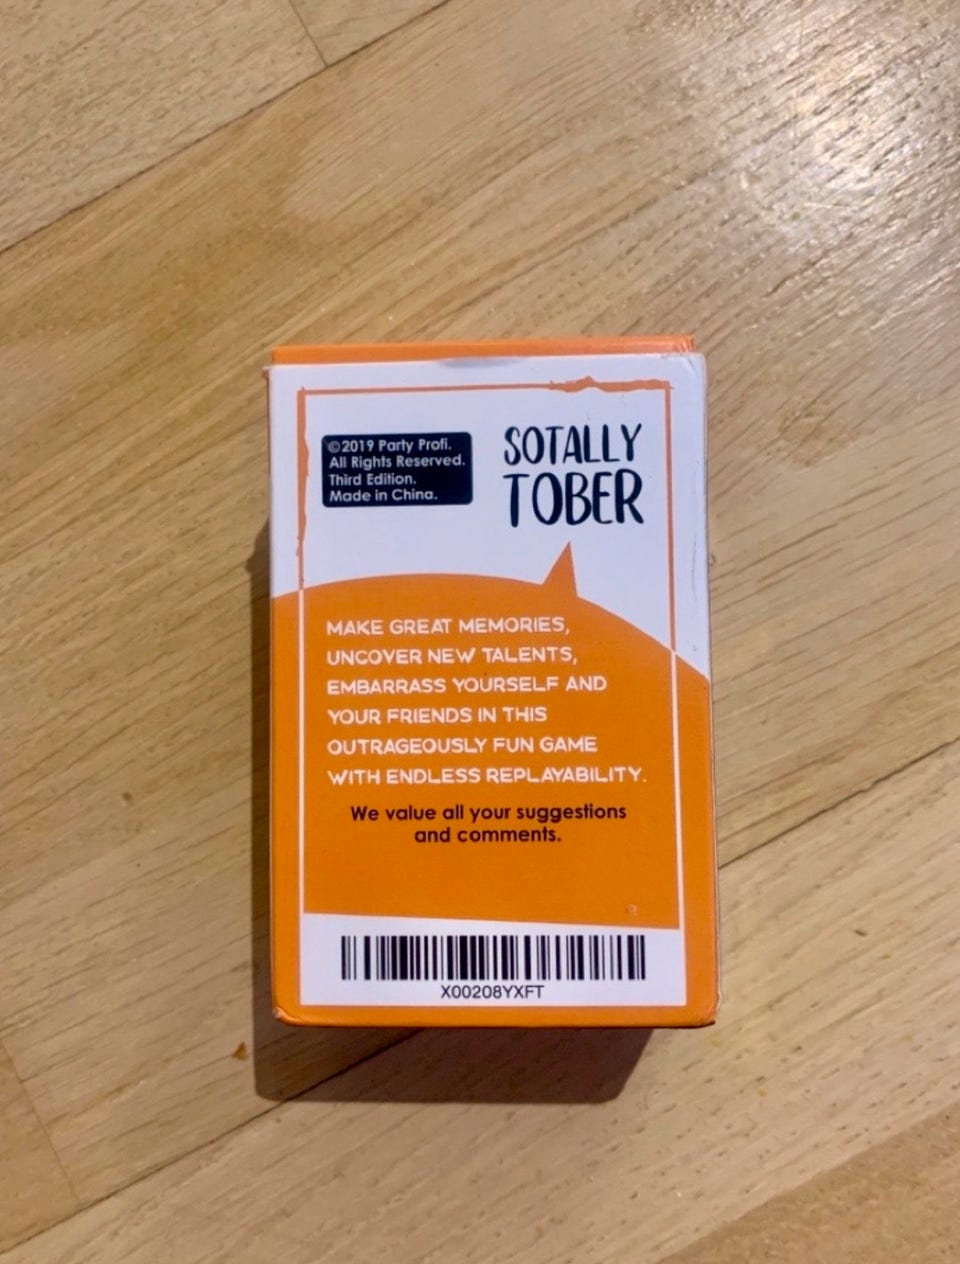 ©2019 Party Profi.
All Rights Reserved.
Third Edition.
Made in China.
SOTALLY
TOBER
MAKE GREAT MEMORIES,
UNCOVER NEW TALENTS,
EMBARRASS YOURSELF AND
YOUR FRIENDS IN THIS
OUTRAGEOUSLY FUN GAME
WITH ENDLESS REPLAYABILITY.
We value all your suggestions
and comments.
X00208YXFT